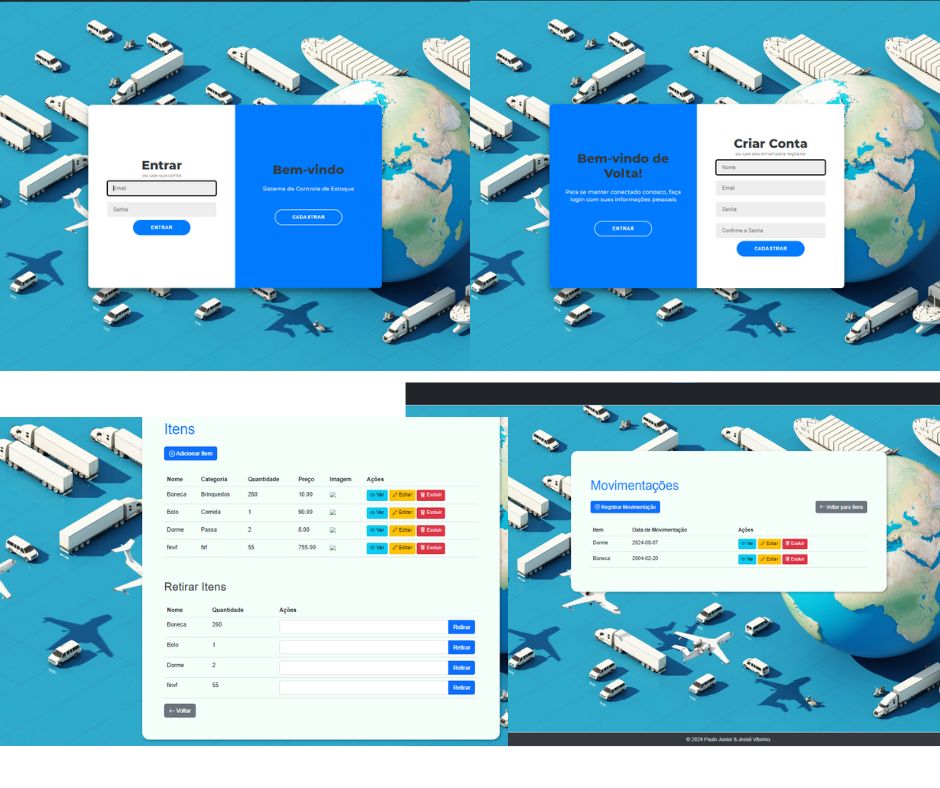 Entrar
ou use sua conta
Email
Senha
ENTRAR
Bem-vindo
Sistema de Controle de Estoque
CADASTRAR
Bem-vindo de
Volta!
Para se manter conectado conosco, faça
login com suas informações pessoais
ENTRAR
Criar Conta
ou use seu email para registrar
Nome
Email
Senha
Confirme a Senha
CADASTRAR
Itens
Adicionar Item
Nome Categoria Quantidade Preço Imagem Ações
Boneca Brinquedos 260 10.00 Ver Editar Excluir
Bolo Comida 1 90.00 Ver Editar Excluir
Dorme Passa 2 8.00 Ver Editar Excluir
fewf fsf 55 755.00 Ver Editar Excluir
Retirar Itens
Nome Quantidade Ações
Boneca 260 Retirar
Bolo 1 Retirar
Dorme 2 Retirar
fewf 55 Retirar
← Voltar
Movimentações
Registrar Movimentação
← Voltar para Itens
Item Data de Movimentação Ações
Dorme 2024-08-07 Ver Editar Excluir
Boneca 2004-02-20 Ver Editar Excluir
© 2024 Paulo Junior & Jessé Vitorino.